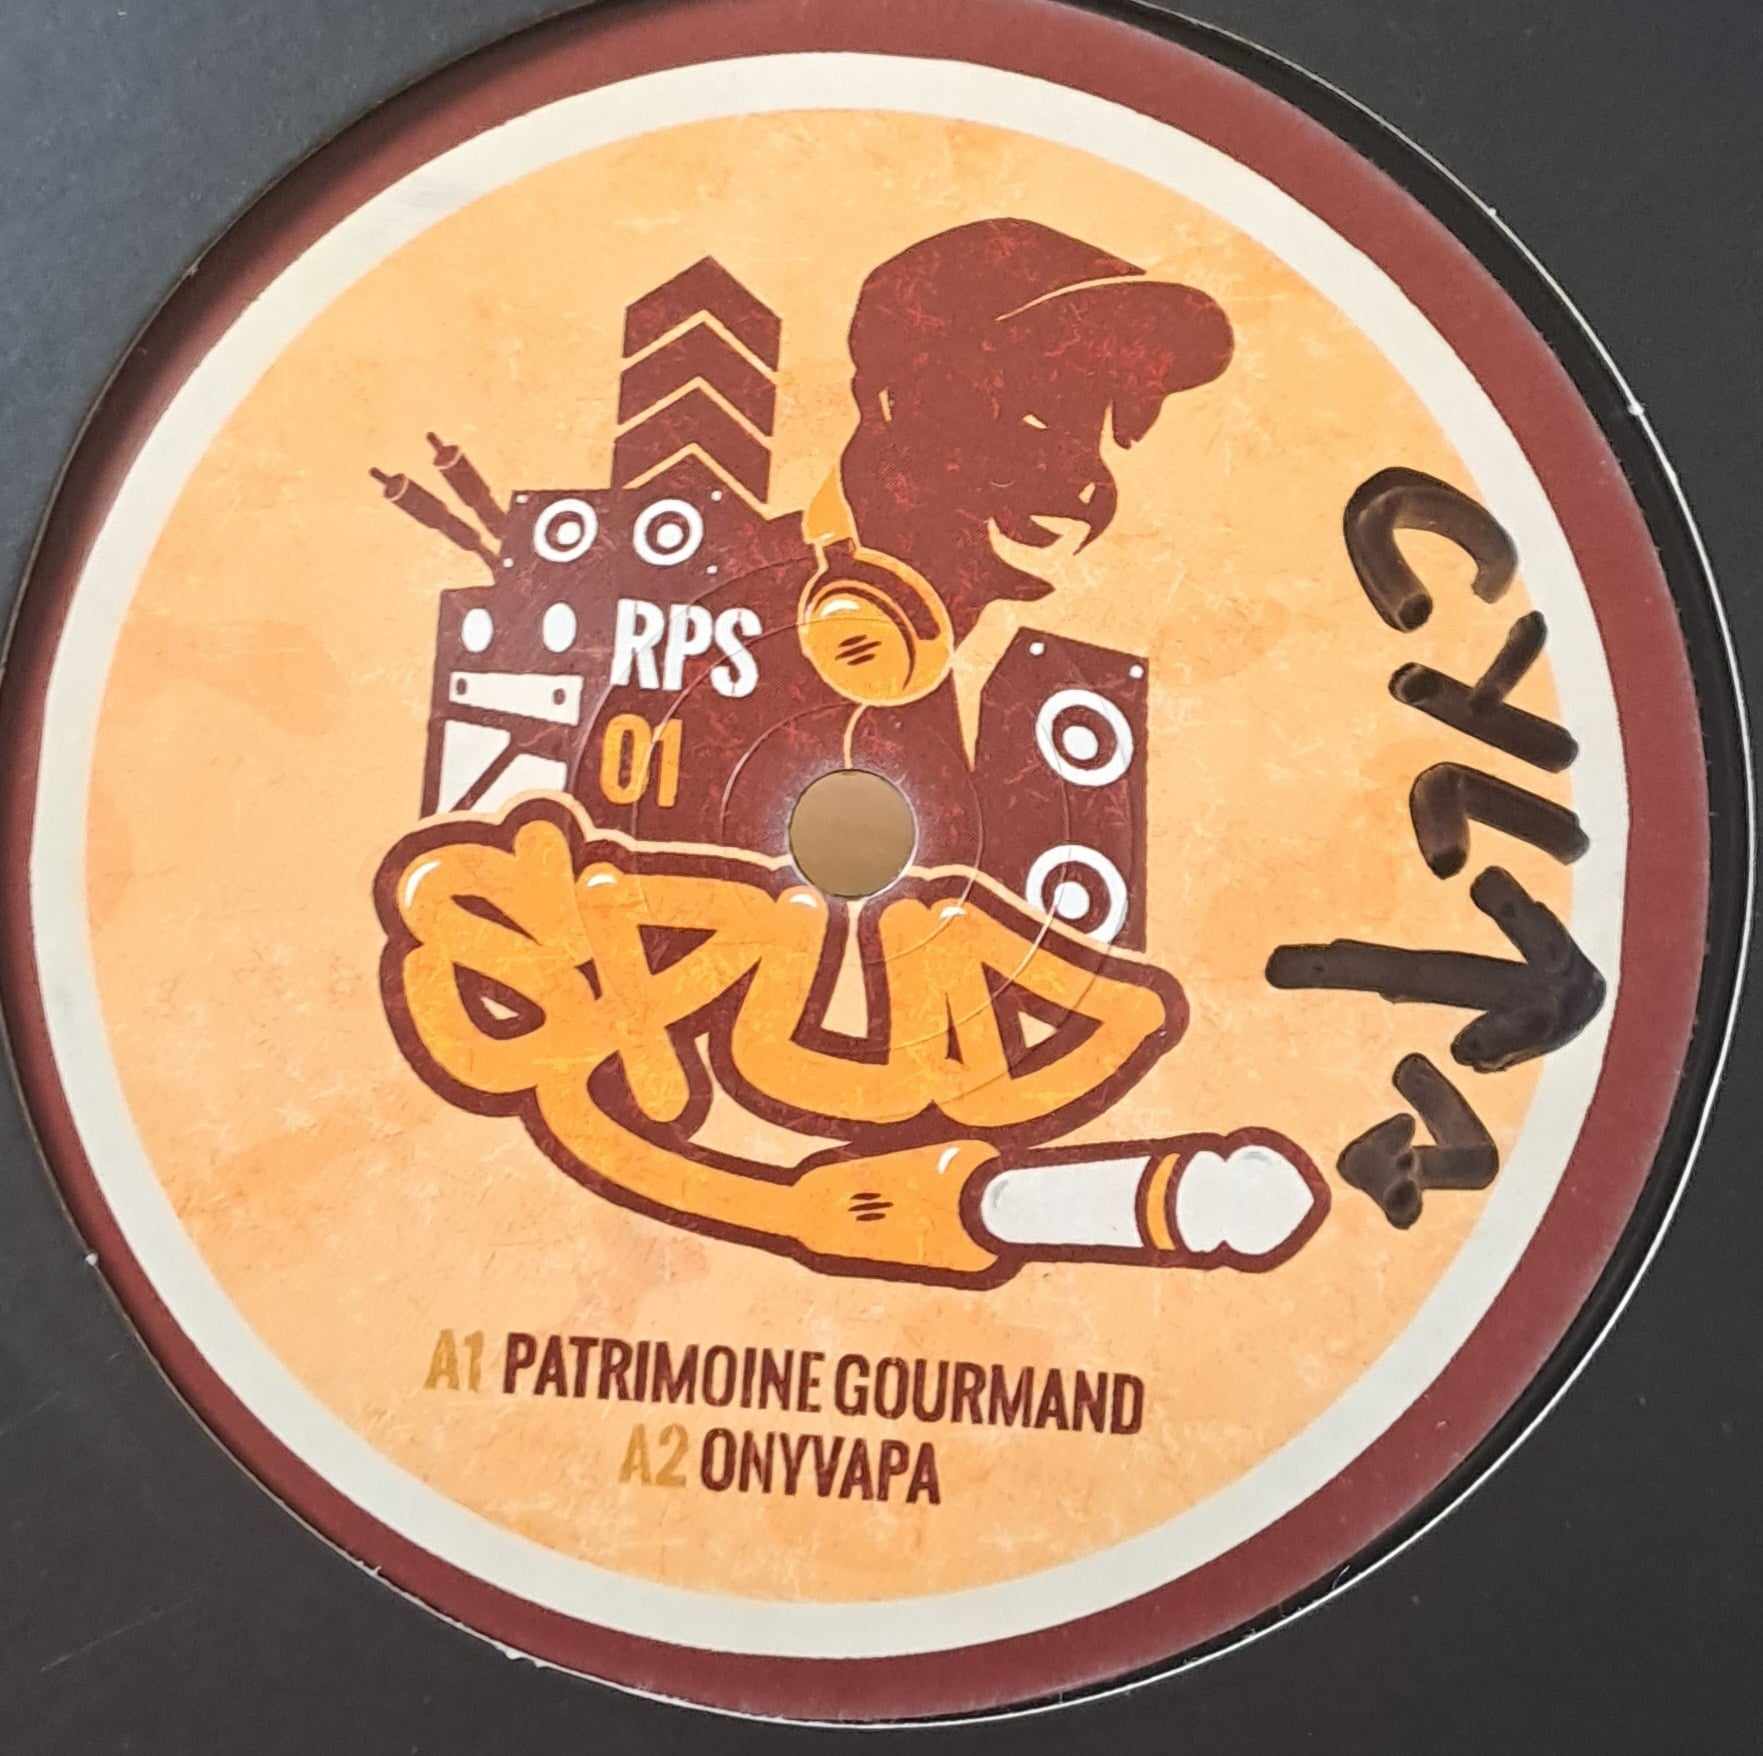 RPS
01
SPUD
A1 PATRIMOINE GOURMAND
A2 ONYVAPA